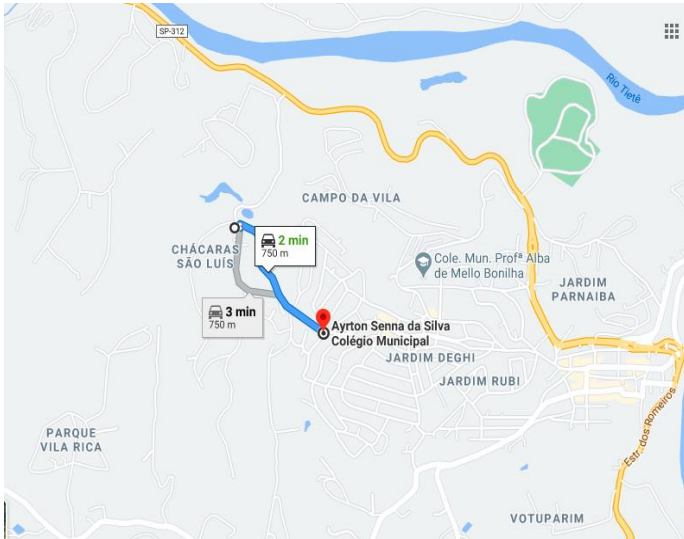 SP-312
Rio Tietê
CAMPO DA VILA
2 min
750 m
CHÁCARAS
SÃO LUÍS
Cole. Mun. Profª Alba
de Mello Bonilha
JARDIM
PARNAIBA
3 min
750 m
Ayrton Senna da Silva
Colégio Municipal
JARDIM DEGHI
JARDIM RUBI
Estr. dos Romeiros
PARQUE
VILA RICA
VOTUPARIM